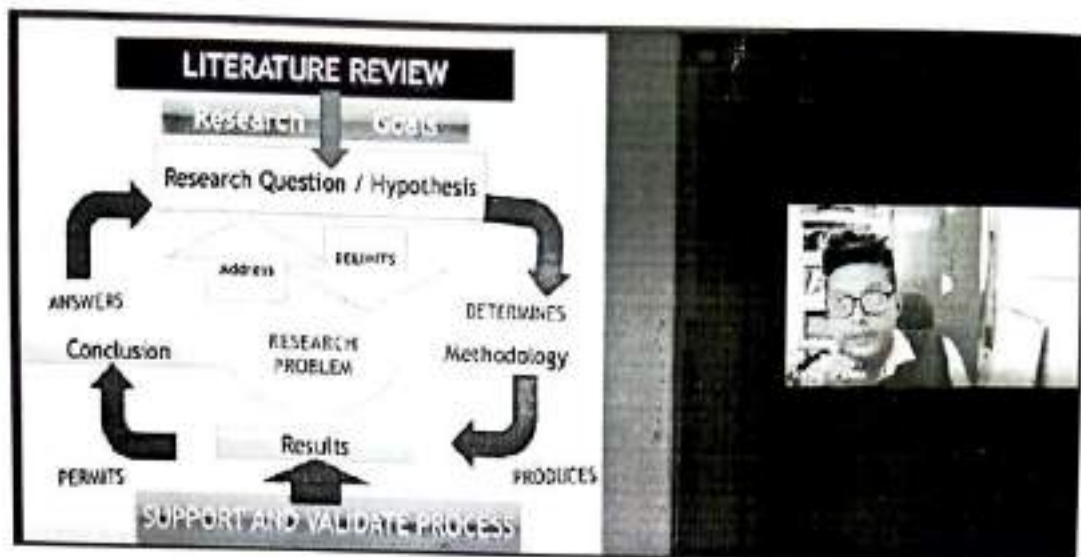 LITERATURE REVIEW
Research Goals
Research Question / Hypothesis
Address
DELIMITS
ANSWERS
DETERMINES
Conclusion
RESEARCH
PROBLEM
Methodology
Results
PERMITS
PRODUCES
SUPPORT AND VALIDATE PROCESS